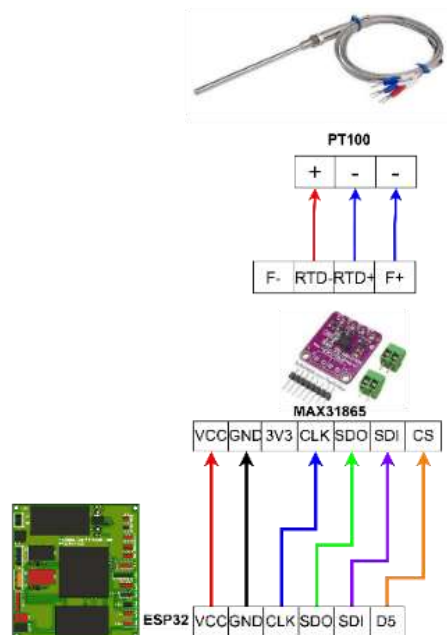 PT100
+ - -
F- RTD- RTD+ F+
MAX31865
VCC GND 3V3 CLK SDO SDI CS
ESP32 VCC GND CLK SDO SDI D5